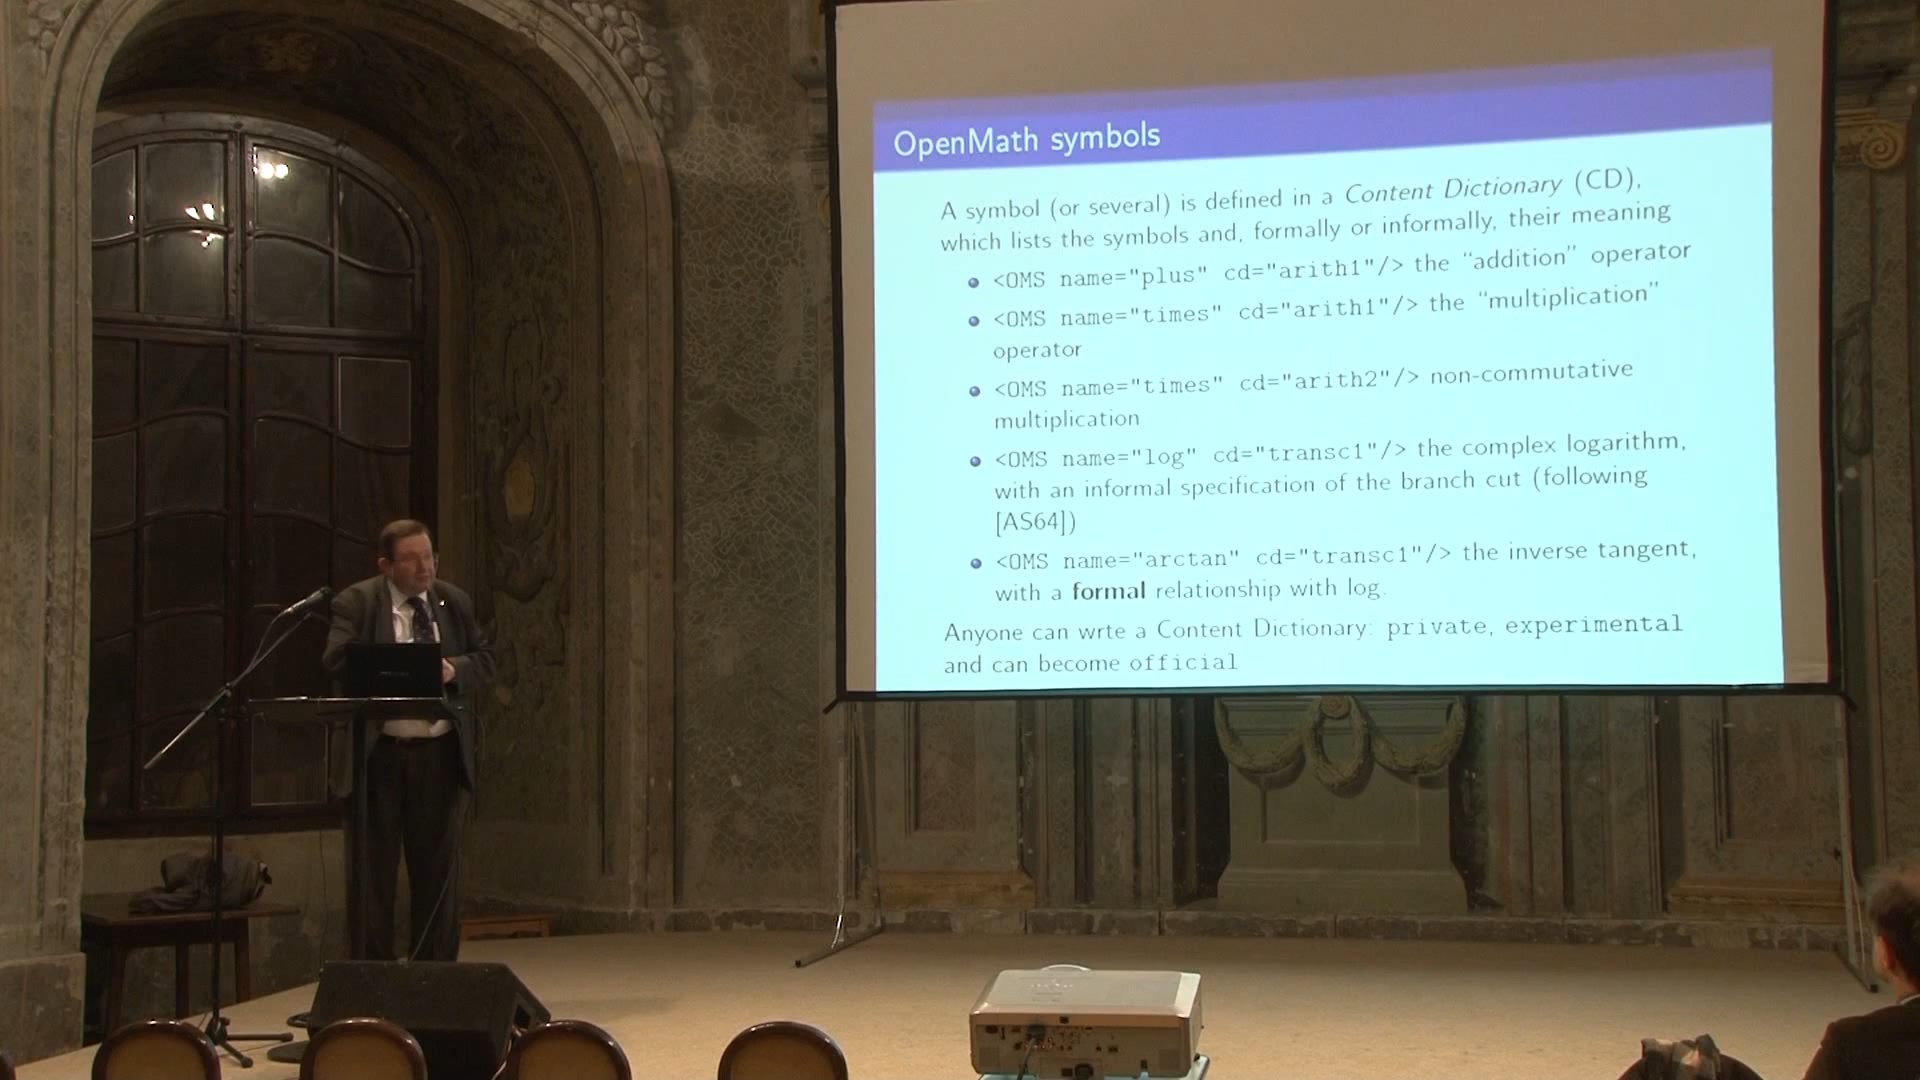 OpenMath symbols
A symbol (or several) is defined in a Content Dictionary (CD),
which lists the symbols and, formally or informally, their meaning
<OMS name="plus" cd="arith1"/> the “addition” operator
<OMS name="times" cd="arith1"/> the “multiplication”
operator
<OMS name="times" cd="arith2"/> non-commutative
multiplication
<OMS name="log" cd="transc1"/> the complex logarithm,
with an informal specification of the branch cut (following
[AS64])
<OMS name="arctan" cd="transc1"/> the inverse tangent,
with a formal relationship with log.
Anyone can wrte a Content Dictionary: private, experimental
and can become official